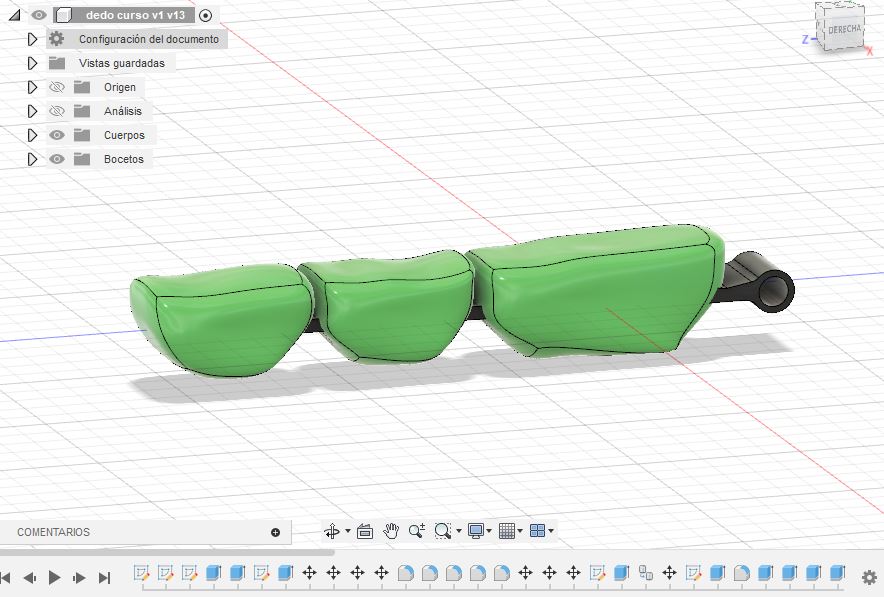 dedo curso v1 v13
Configuración del documento
Vistas guardadas
Origen
Análisis
Cuerpos
Bocetos
DERECHA
Z
X
COMENTARIOS